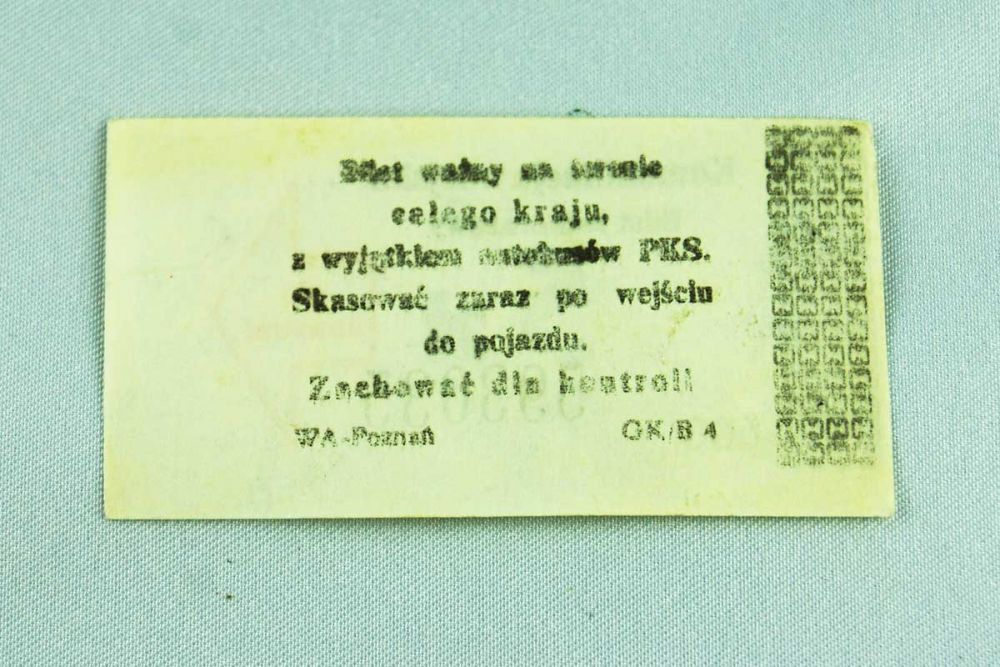 Bilet ważny na terenie
całego kraju,
z wyjątkiem autobusów PKS.
Skasować zaraz po wejściu
do pojazdu.
Zachować dla kontroli
WA-Poznań GK/B 4